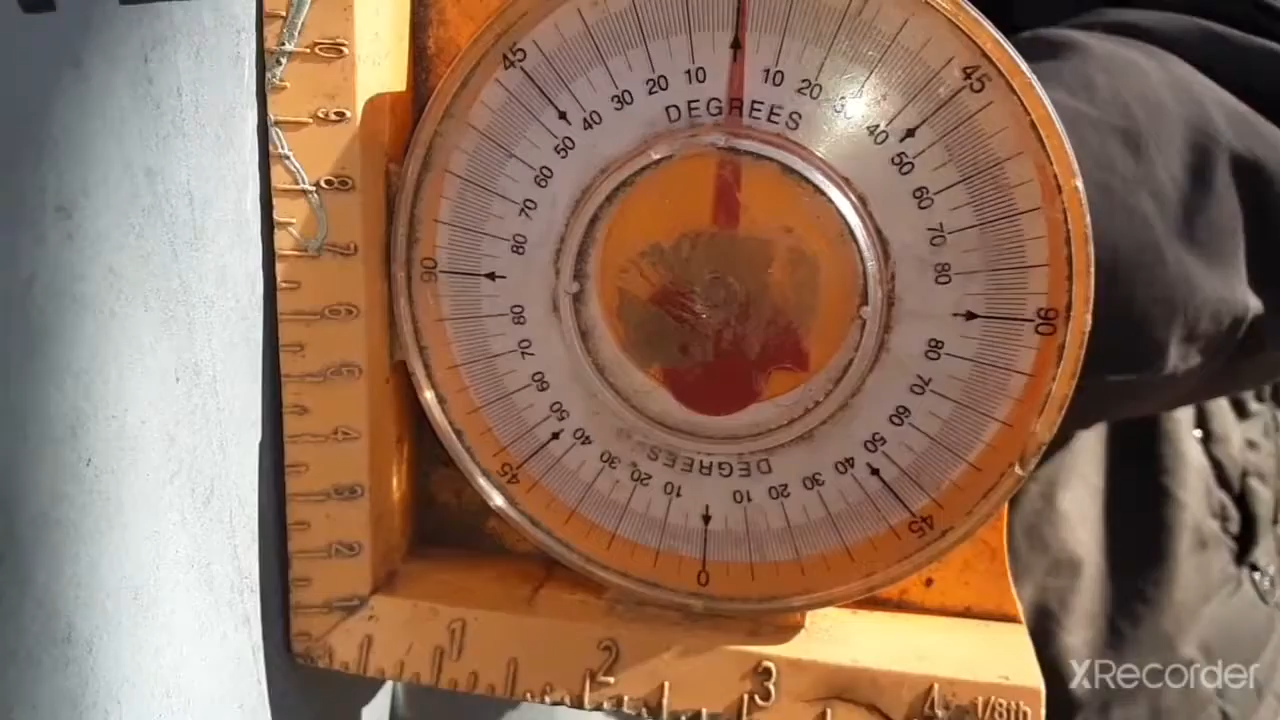 10
9
8
7
6
5
4
3
2
1
1 2 3 4 1/8th
45 40 30 20 10 10 20 30 40 45
DEGREES
50 60 70 80 90 80 70 60 50
50 60 70 80 90 80 70 60 50
45 40 30 20 10 0 10 20 30 40 45
DEGREES
XRecorder